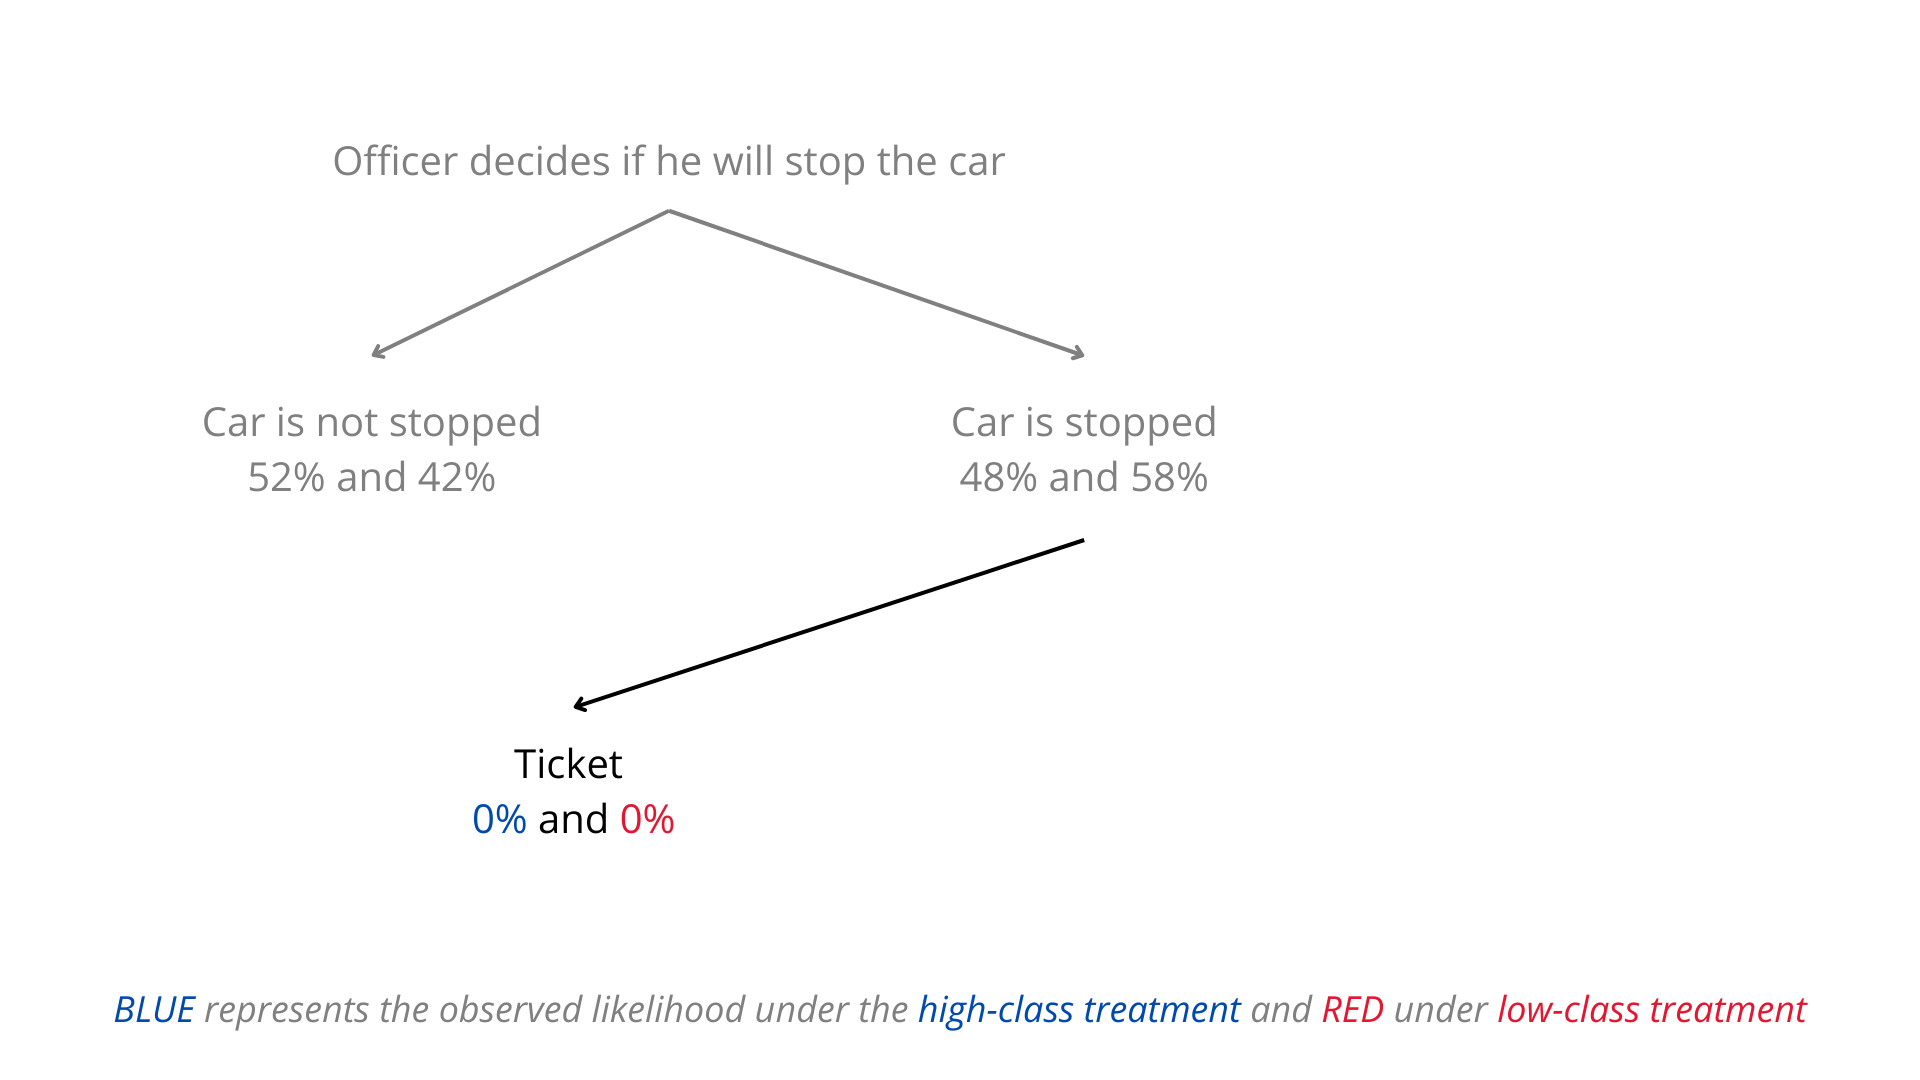 Officer decides if he will stop the car
Car is not stopped
52% and 42%
Car is stopped
48% and 58%
Ticket
0% and 0%
BLUE represents the observed likelihood under the high-class treatment and RED under low-class treatment